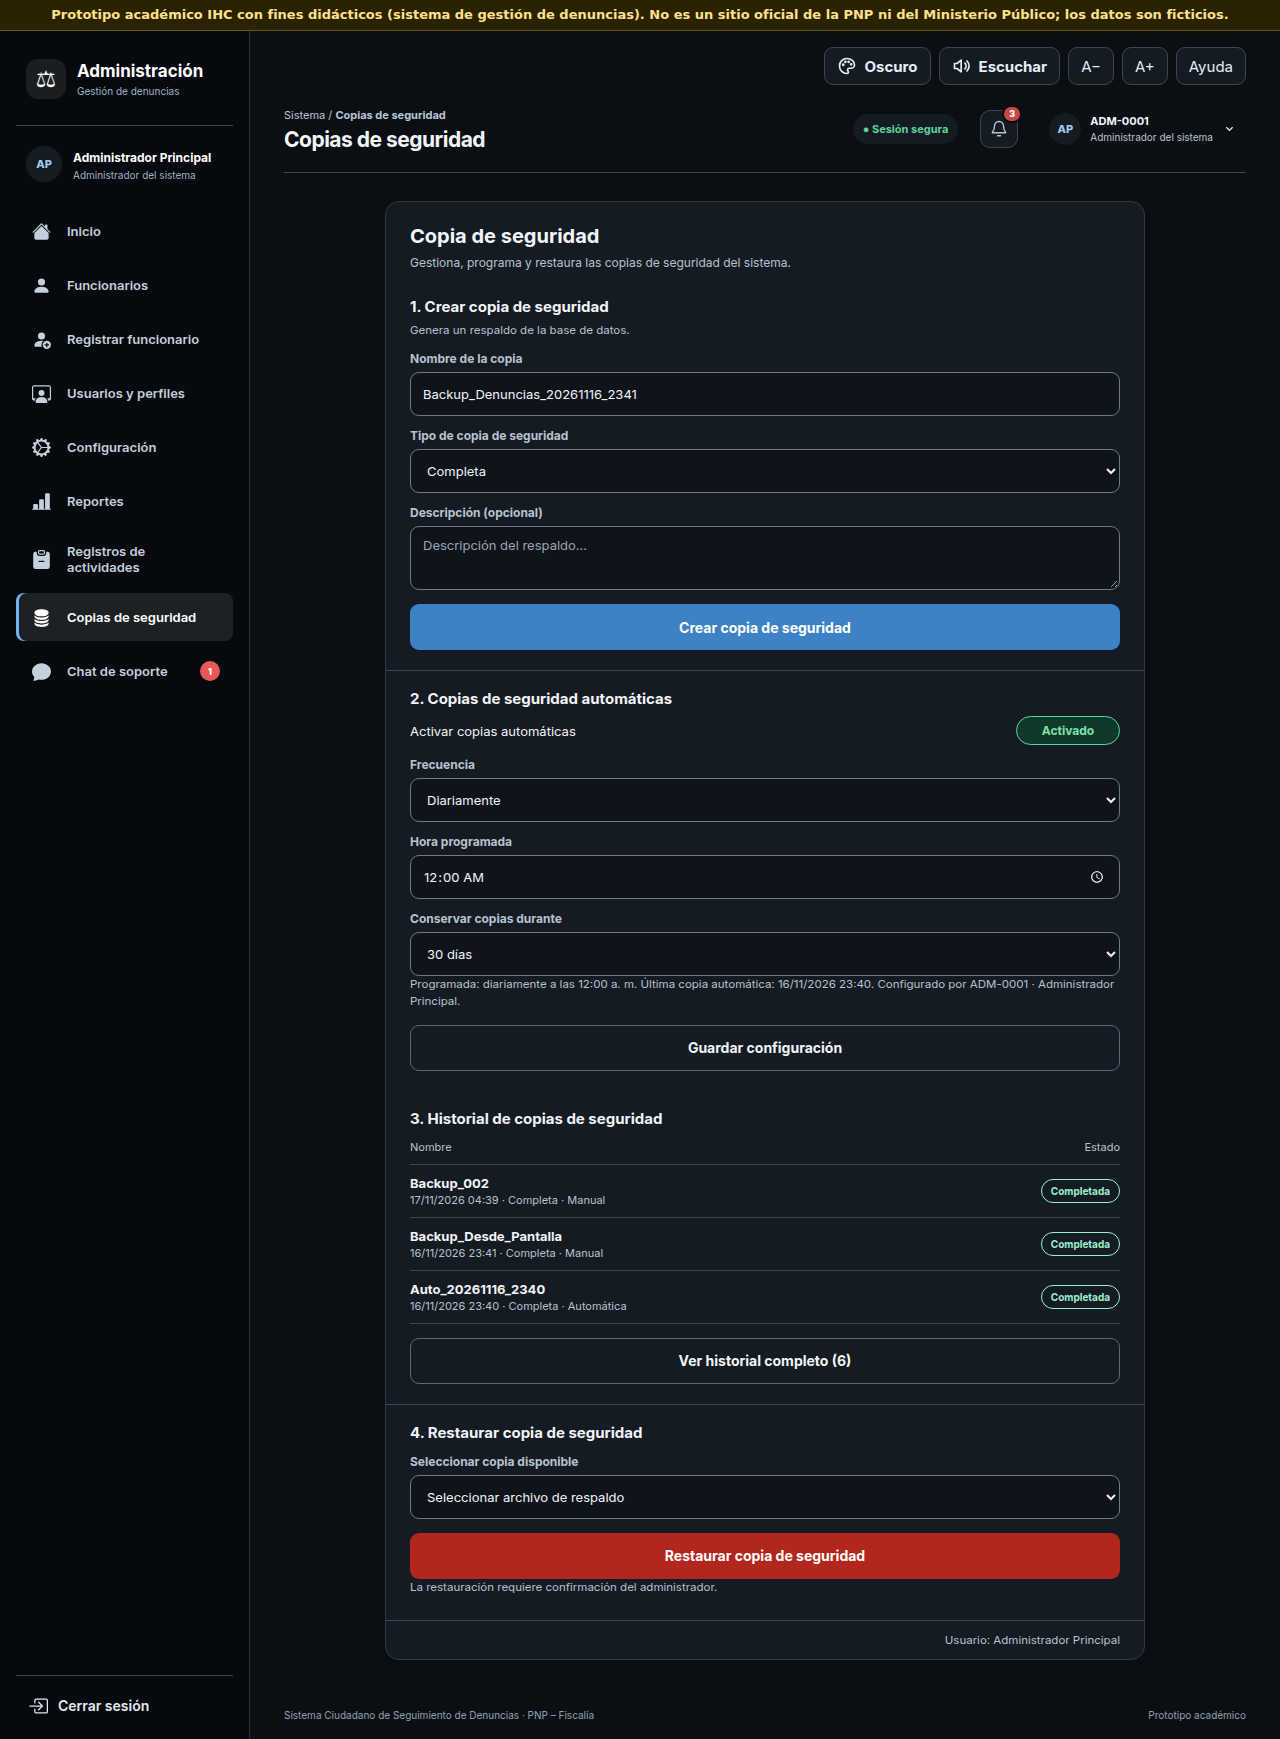 Prototipo académico IHC con fines didácticos (sistema de gestión de denuncias). No es un sitio oficial de la PNP ni del Ministerio Público; los datos son ficticios.
Administración
Gestión de denuncias
AP
Administrador Principal
Administrador del sistema
Inicio
Funcionarios
Registrar funcionario
Usuarios y perfiles
Configuración
Reportes
Registros de
actividades
Copias de seguridad
Chat de soporte 1
Cerrar sesión
Oscuro Escuchar A− A+ Ayuda
Sistema / Copias de seguridad
Copias de seguridad
● Sesión segura
3
AP
ADM-0001
Administrador del sistema
Copia de seguridad
Gestiona, programa y restaura las copias de seguridad del sistema.
1. Crear copia de seguridad
Genera un respaldo de la base de datos.
Nombre de la copia
Backup_Denuncias_20261116_2341
Tipo de copia de seguridad
Completa
Descripción (opcional)
Descripción del respaldo...
Crear copia de seguridad
2. Copias de seguridad automáticas
Activar copias automáticas Activado
Frecuencia
Diariamente
Hora programada
12:00 AM
Conservar copias durante
30 días
Programada: diariamente a las 12:00 a. m. Última copia automática: 16/11/2026 23:40. Configurado por ADM-0001 · Administrador
Principal.
Guardar configuración
3. Historial de copias de seguridad
Nombre Estado
Backup_002
17/11/2026 04:39 · Completa · Manual
Completada
Backup_Desde_Pantalla
16/11/2026 23:41 · Completa · Manual
Completada
Auto_20261116_2340
16/11/2026 23:40 · Completa · Automática
Completada
Ver historial completo (6)
4. Restaurar copia de seguridad
Seleccionar copia disponible
Seleccionar archivo de respaldo
Restaurar copia de seguridad
La restauración requiere confirmación del administrador.
Usuario: Administrador Principal
Sistema Ciudadano de Seguimiento de Denuncias · PNP – Fiscalía
Prototipo académico